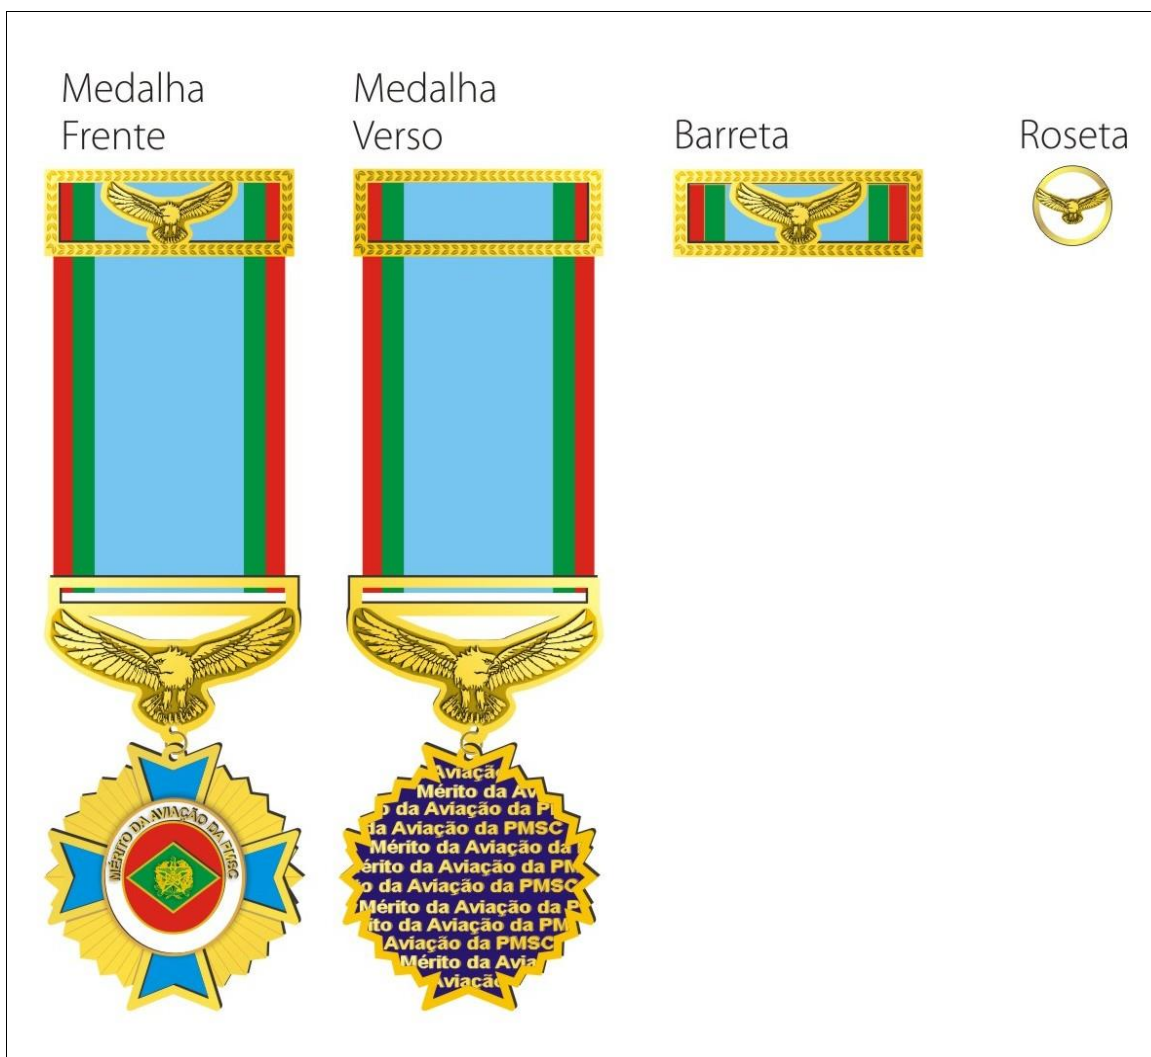 Medalha
Frente
Medalha
Verso
Barreta
Roseta
MÉRITO DA AVIAÇÃO DA PMSC
Aviaçã
Mérito da Av
o da Aviação da P
da Aviação da PMSC
Mérito da Aviação da
érito da Aviação da PM
o da Aviação da PMSC
Mérito da Aviação da P
ito da Aviação da PM
Aviação da PMSC
Mérito da Avia
Aviaçã